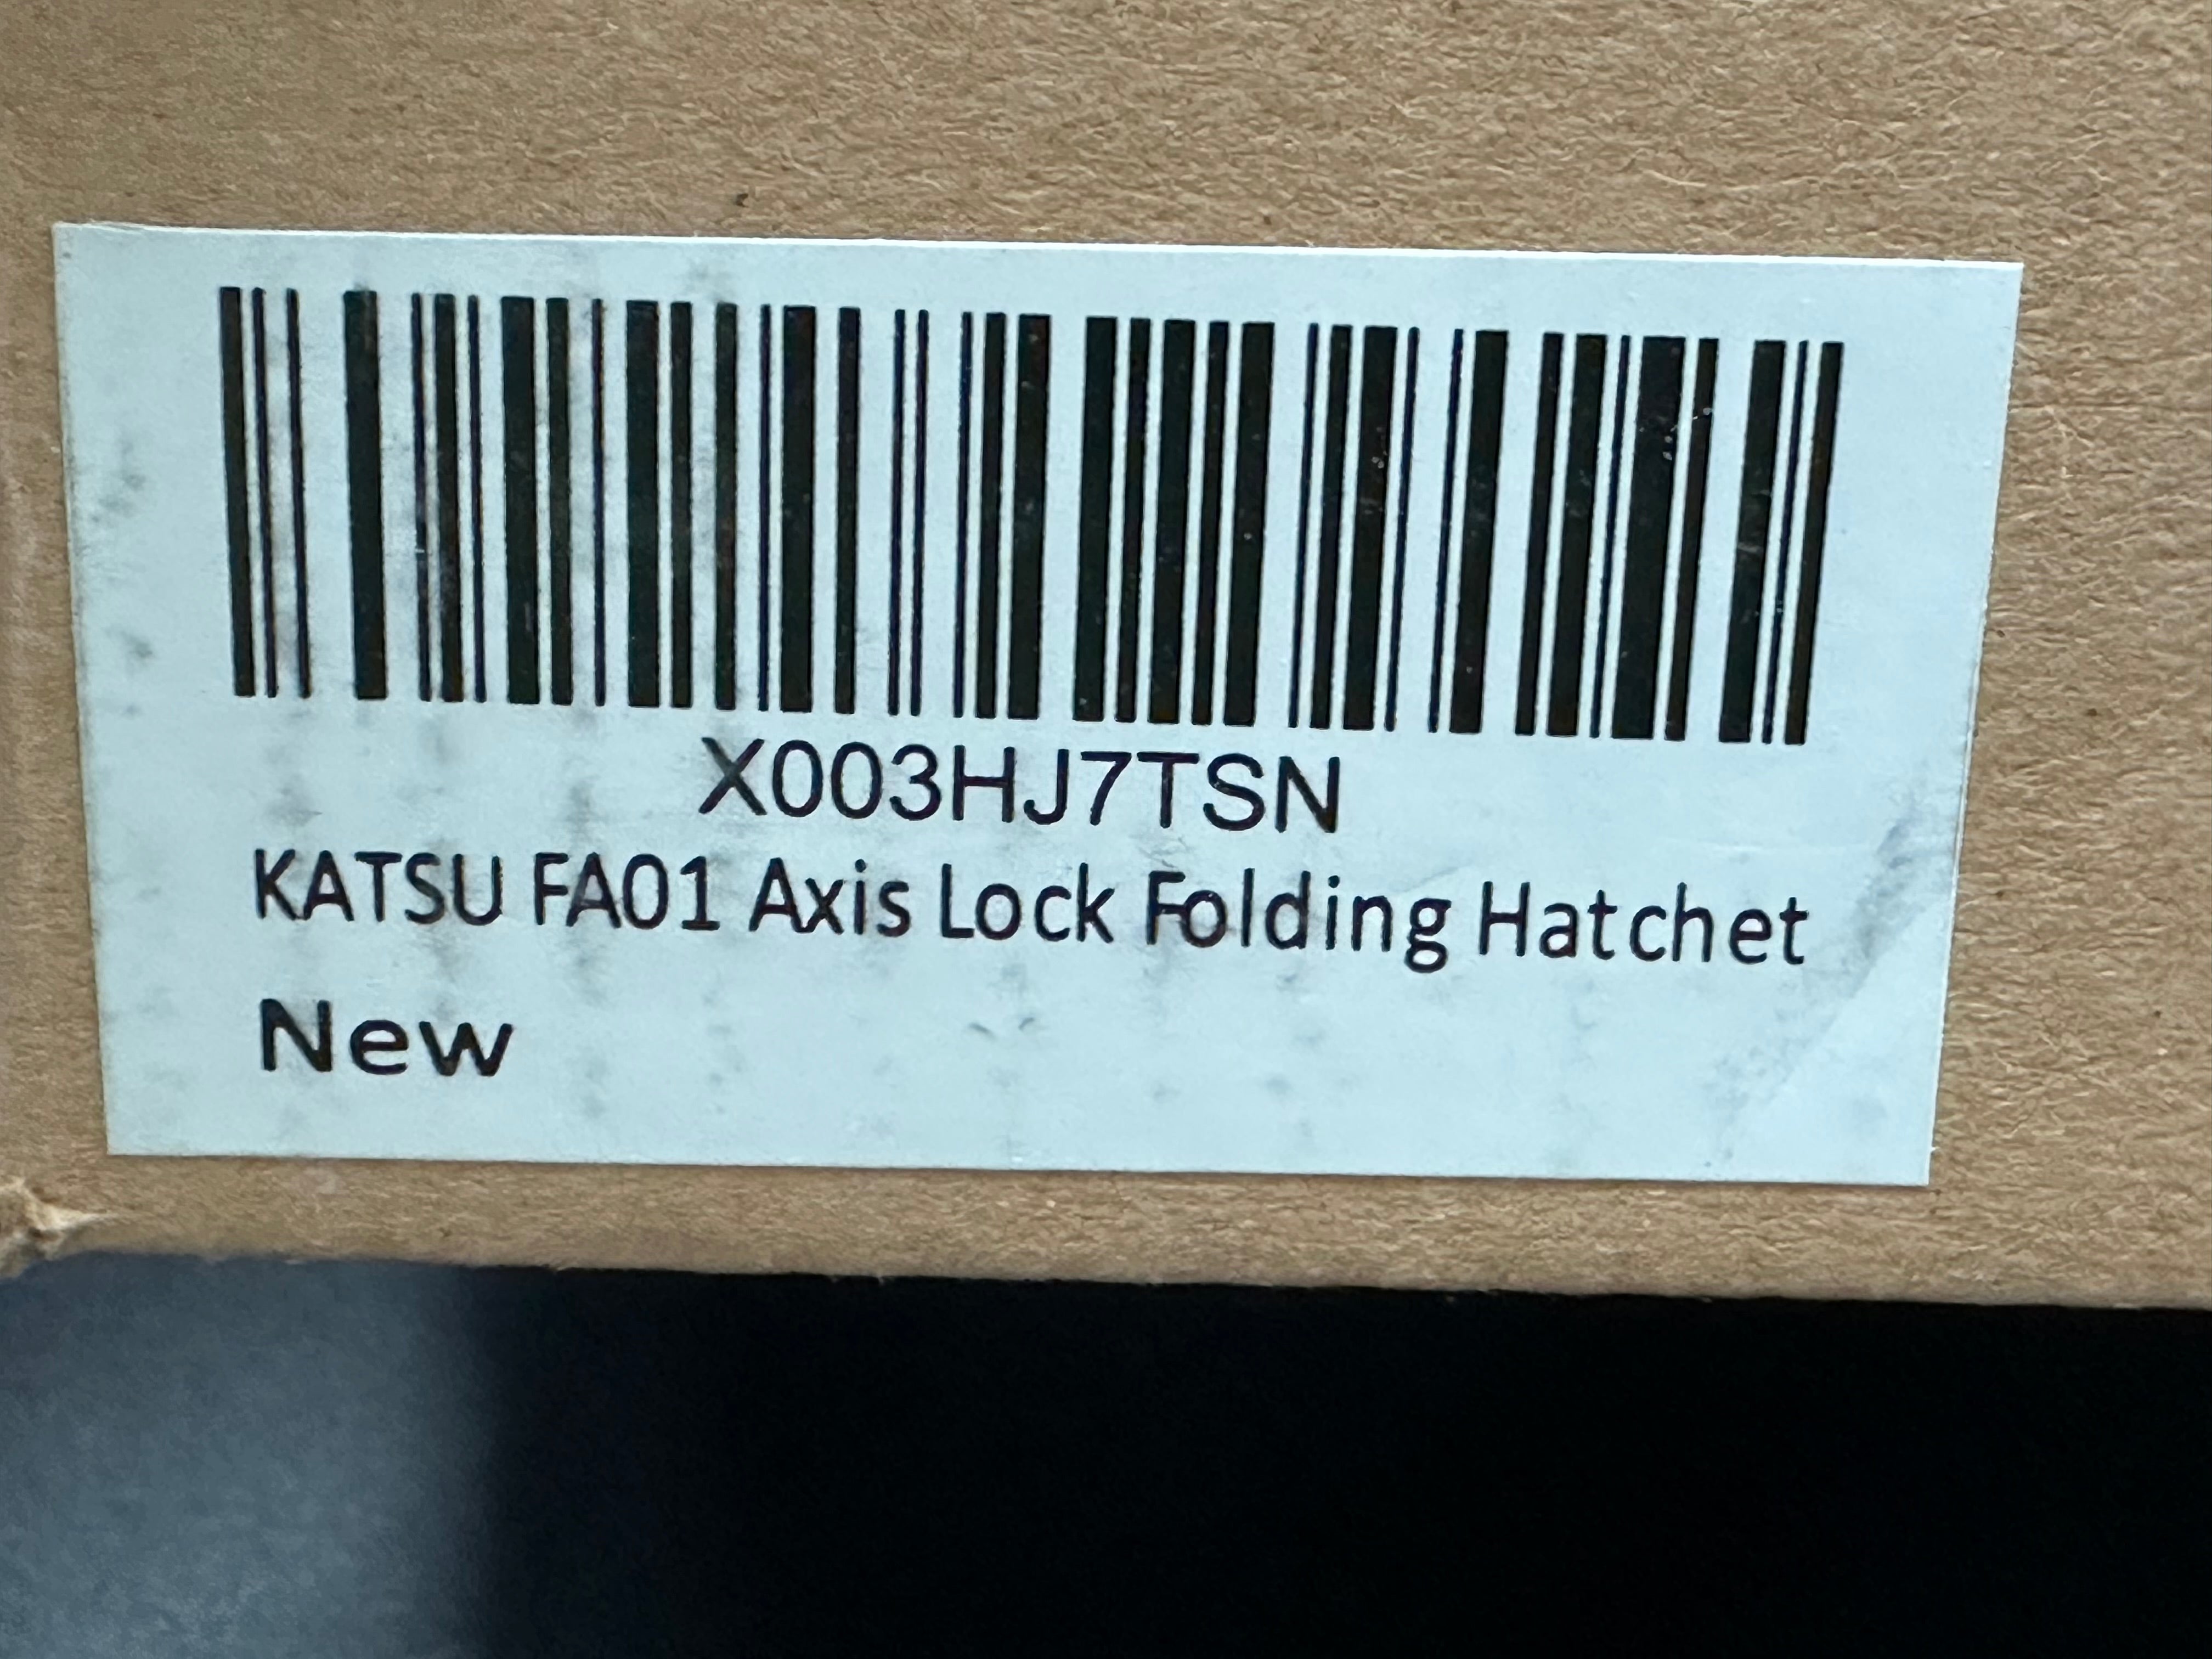 X003HJ7TSN
KATSU FA01 Axis Lock Folding Hatchet
New